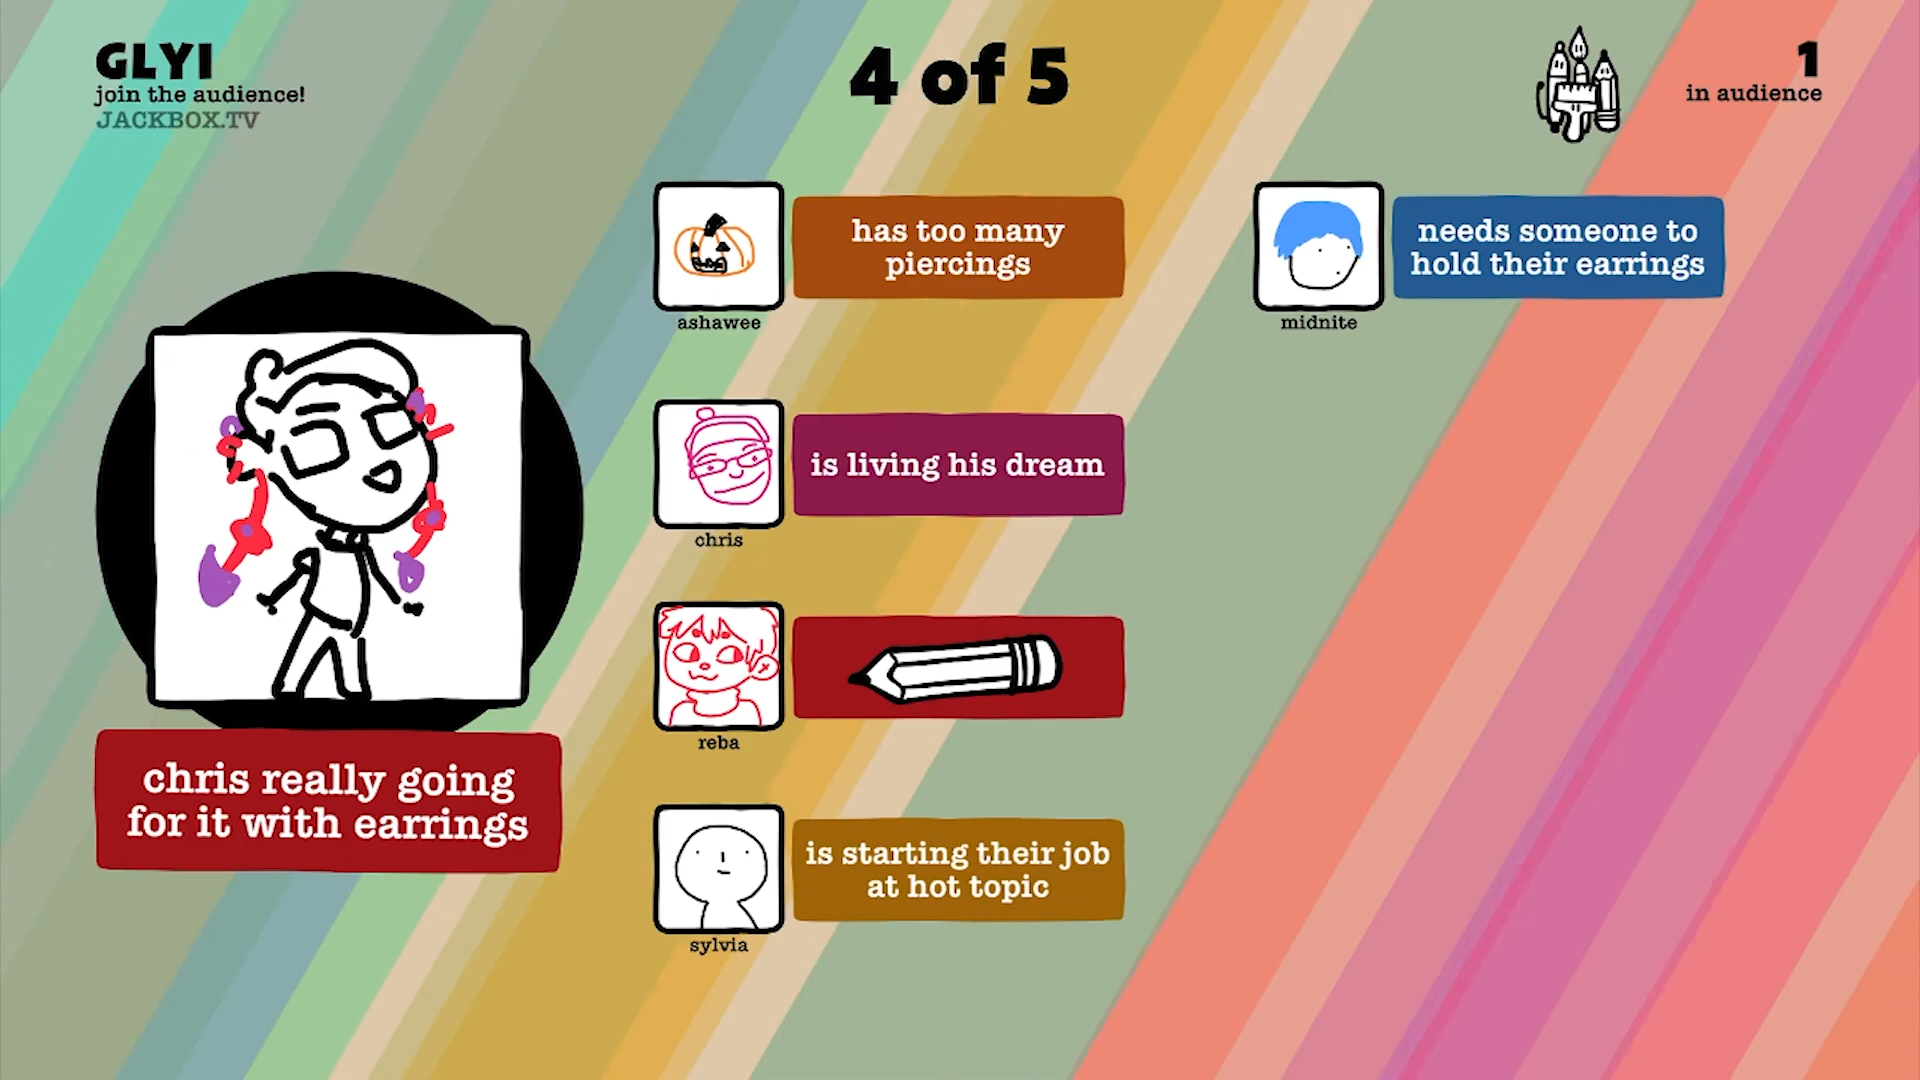 GLYI
join the audience!
JACKBOX.TV
4 of 5
1
in audience
has too many
piercings
ashawee
needs someone to
hold their earrings
midnite
is living his dream
chris
reba
is starting their job
at hot topic
sylvia
chris really going
for it with earrings